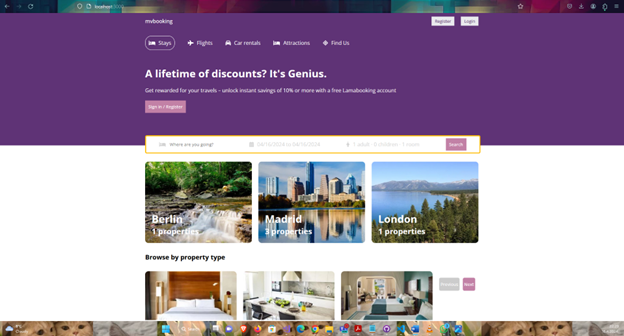 localhost
mvbooking
Register
Login
Stays
Flights
Car rentals
Attractions
Find Us
A lifetime of discounts? It's Genius.
Get rewarded for your travels – unlock instant savings of 10% or more with a free Lamabooking account
Sign in / Register
Where are you going?
04/16/2024 to 04/16/2024
1 adult · 0 children · 1 room
Search
Berlin
1 properties
Madrid
3 properties
London
1 properties
Browse by property type
Previous
Next